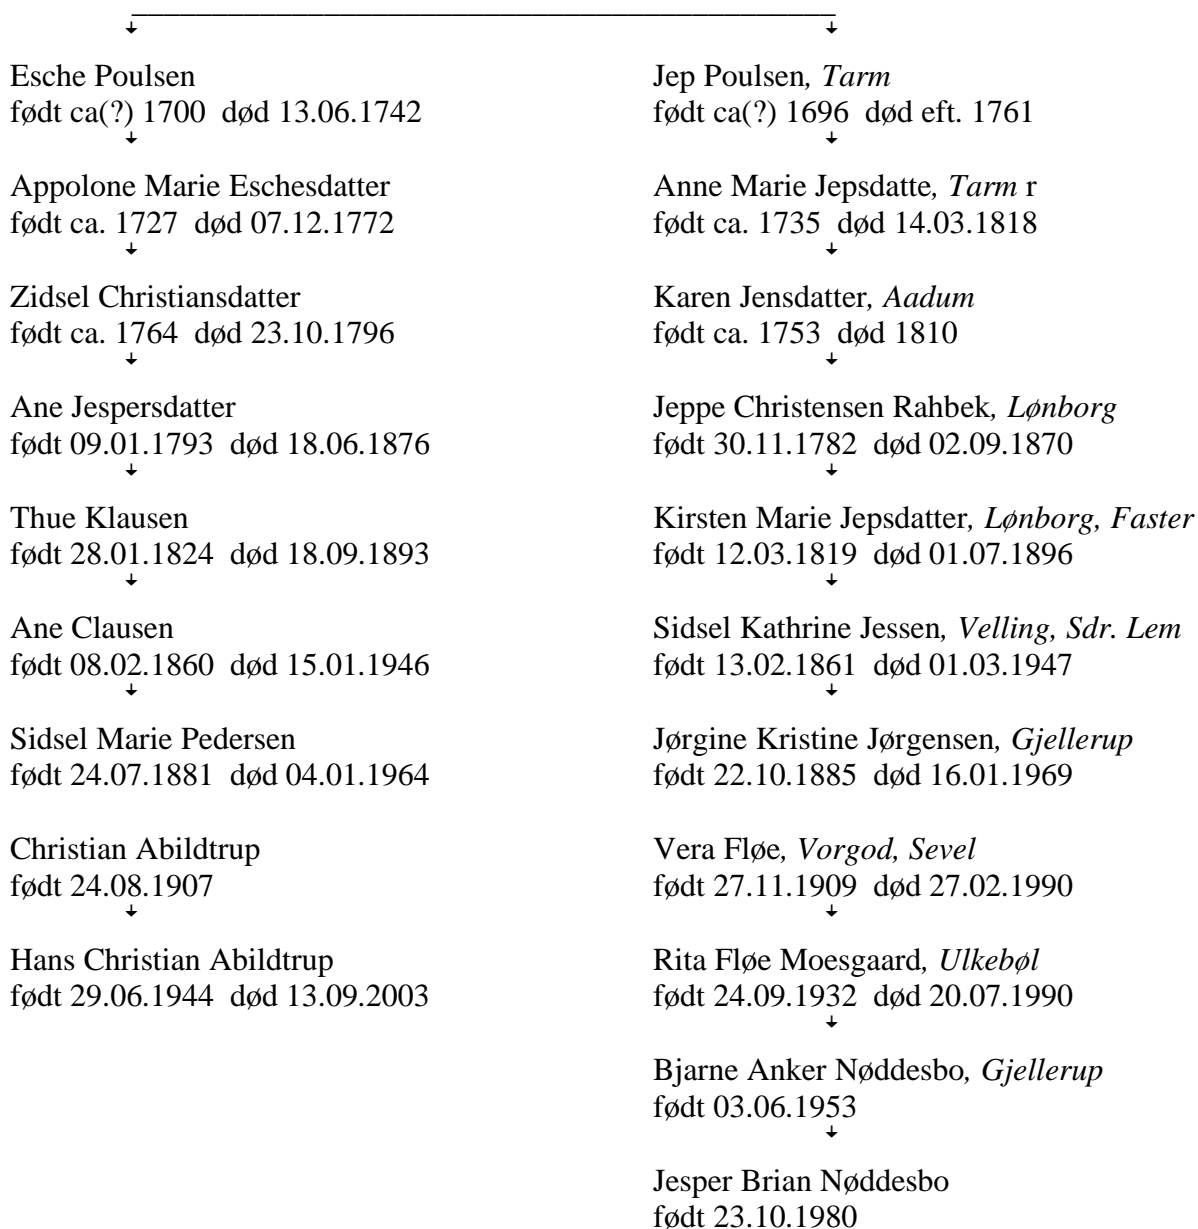 Esche Poulsen
født ca(?) 1700 død 13.06.1742
Appolone Marie Eschesdatter
født ca. 1727 død 07.12.1772
Zidsel Christiansdatter
født ca. 1764 død 23.10.1796
Ane Jespersdatter
født 09.01.1793 død 18.06.1876
Thue Klausen
født 28.01.1824 død 18.09.1893
Ane Clausen
født 08.02.1860 død 15.01.1946
Sidsel Marie Pedersen
født 24.07.1881 død 04.01.1964
Christian Abildtrup
født 24.08.1907
Hans Christian Abildtrup
født 29.06.1944 død 13.09.2003
Jep Poulsen, Tarm
født ca(?) 1696 død eft. 1761
Anne Marie Jepsdatte, Tarm r
født ca. 1735 død 14.03.1818
Karen Jensdatter, Aadum
født ca. 1753 død 1810
Jeppe Christensen Rahbek, Lønborg
født 30.11.1782 død 02.09.1870
Kirsten Marie Jepsdatter, Lønborg, Faster
født 12.03.1819 død 01.07.1896
Sidsel Kathrine Jessen, Velling, Sdr. Lem
født 13.02.1861 død 01.03.1947
Jørgine Kristine Jørgensen, Gjellerup
født 22.10.1885 død 16.01.1969
Vera Fløe, Vorgod, Sevel
født 27.11.1909 død 27.02.1990
Rita Fløe Moesgaard, Ulkebøl
født 24.09.1932 død 20.07.1990
Bjarne Anker Nøddesbo, Gjellerup
født 03.06.1953
Jesper Brian Nøddesbo
født 23.10.1980